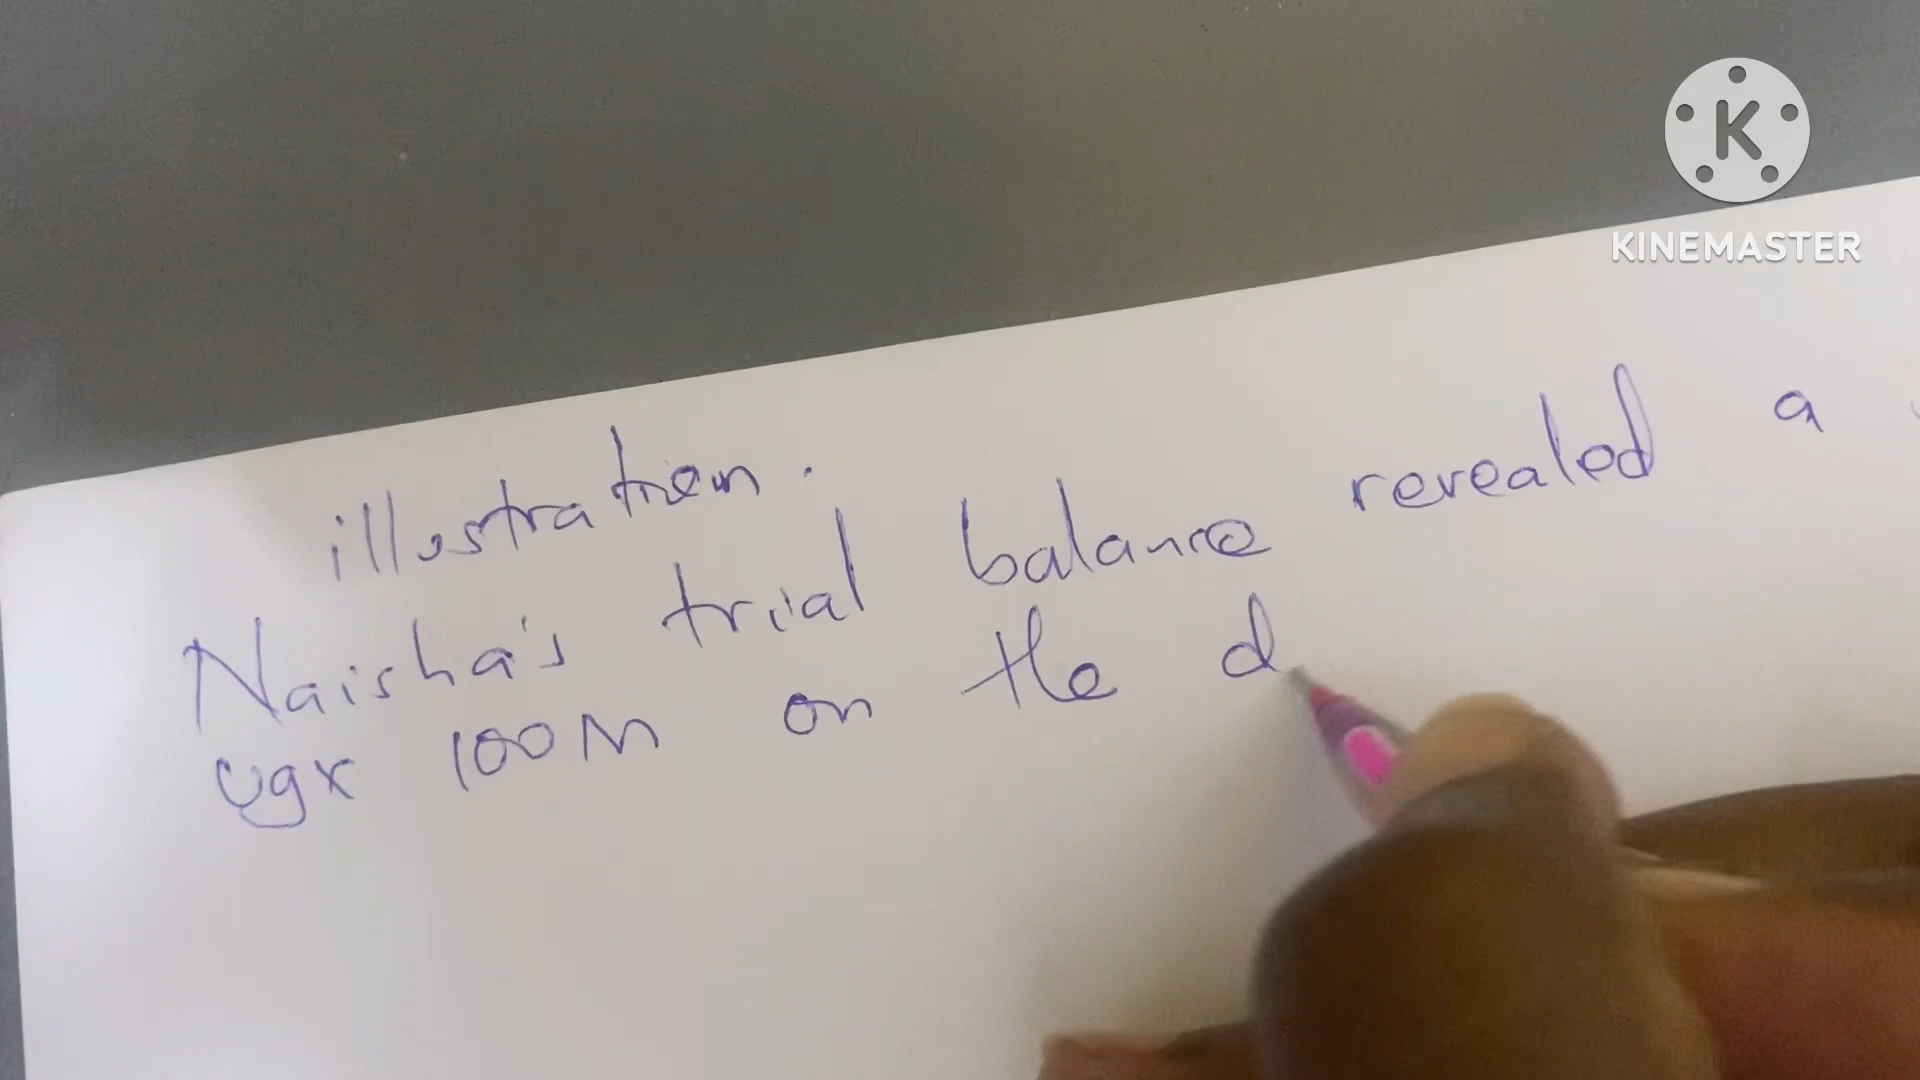 illustration.
Naisha's trial balance revealed a
ugx 100M on the d
K
KINEMASTER